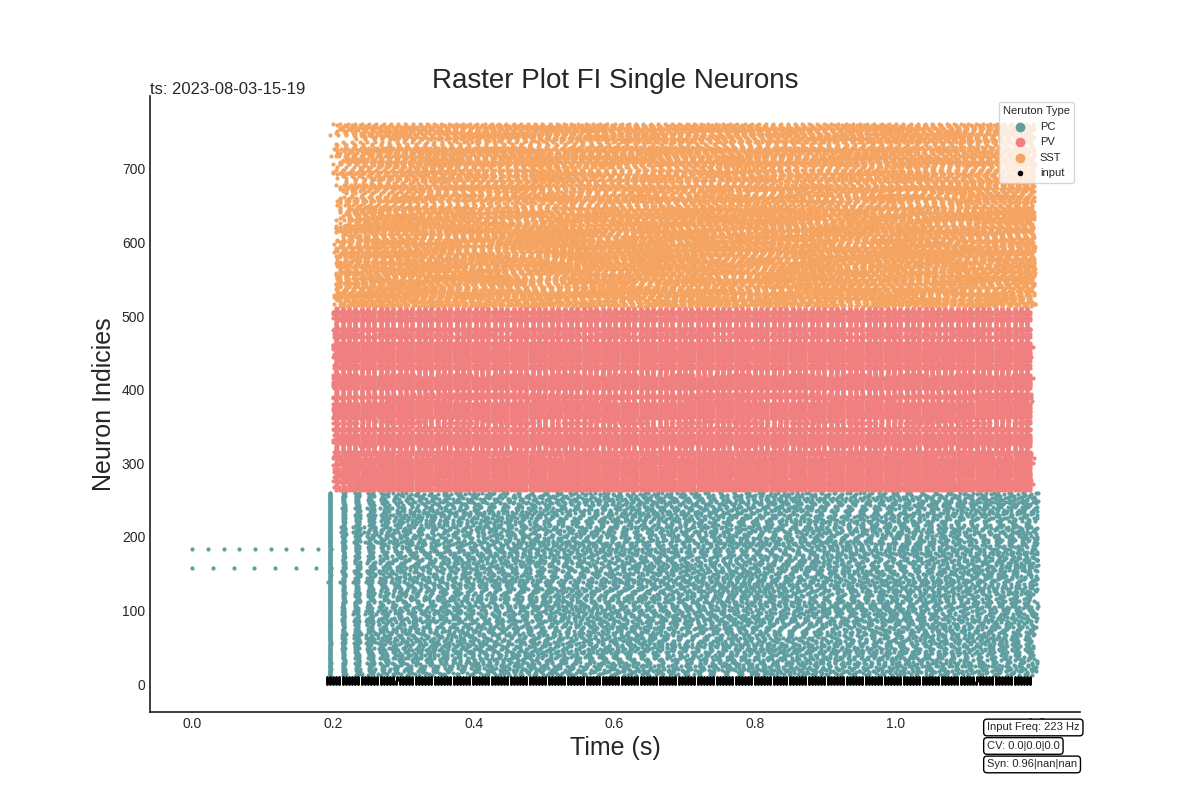 Raster Plot FI Single Neurons
ts: 2023-08-03-15-19
Neruton Type
PC
PV
SST
input
Neuron Indicies
700
600
500
400
300
200
100
0
0.0 0.2 0.4 0.6 0.8 1.0
Time (s)
Input Freq: 223 Hz
CV: 0.0|0.0|0.0
Syn: 0.96|nan|nan